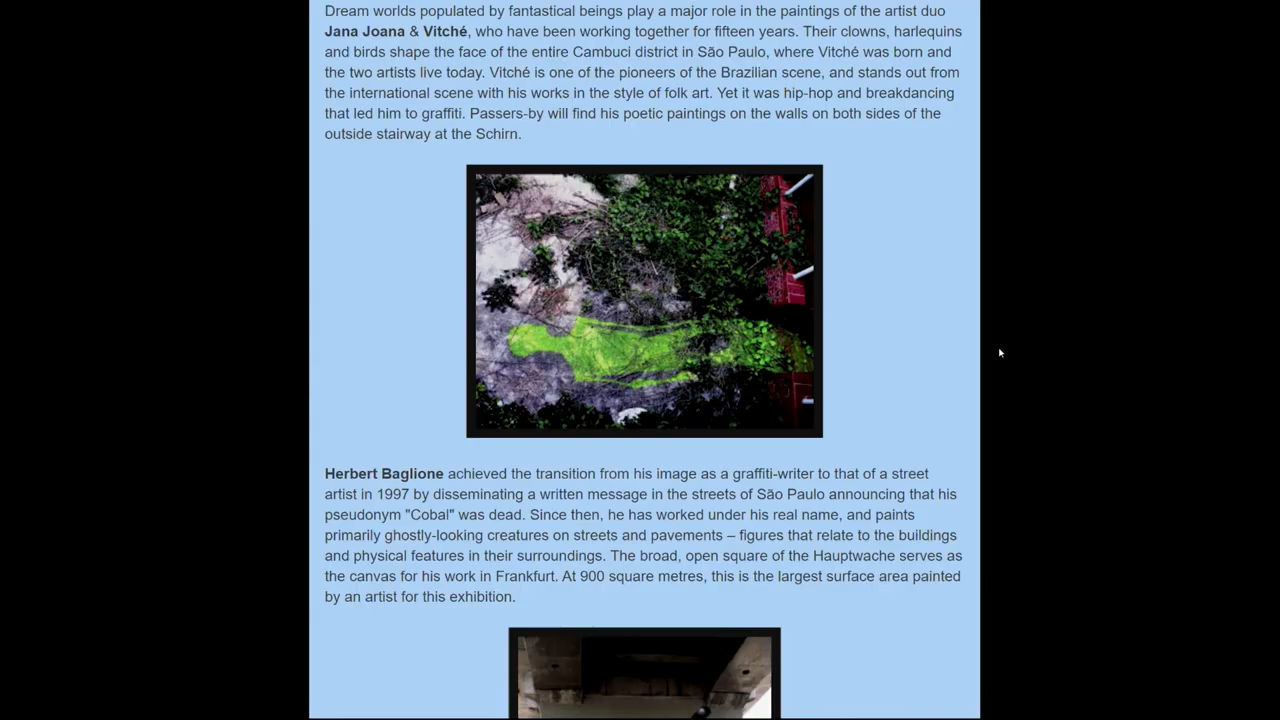 Dream worlds populated by fantastical beings play a major role in the paintings of the artist duo
Jana Joana & Vitché, who have been working together for fifteen years. Their clowns, harlequins
and birds shape the face of the entire Cambuci district in São Paulo, where Vitché was born and
the two artists live today. Vitché is one of the pioneers of the Brazilian scene, and stands out from
the international scene with his works in the style of folk art. Yet it was hip-hop and breakdancing
that led him to graffiti. Passers-by will find his poetic paintings on the walls on both sides of the
outside stairway at the Schirn.
Herbert Baglione achieved the transition from his image as a graffiti-writer to that of a street
artist in 1997 by disseminating a written message in the streets of São Paulo announcing that his
pseudonym "Cobal" was dead. Since then, he has worked under his real name, and paints
primarily ghostly-looking creatures on streets and pavements – figures that relate to the buildings
and physical features in their surroundings. The broad, open square of the Hauptwache serves as
the canvas for his work in Frankfurt. At 900 square metres, this is the largest surface area painted
by an artist for this exhibition.